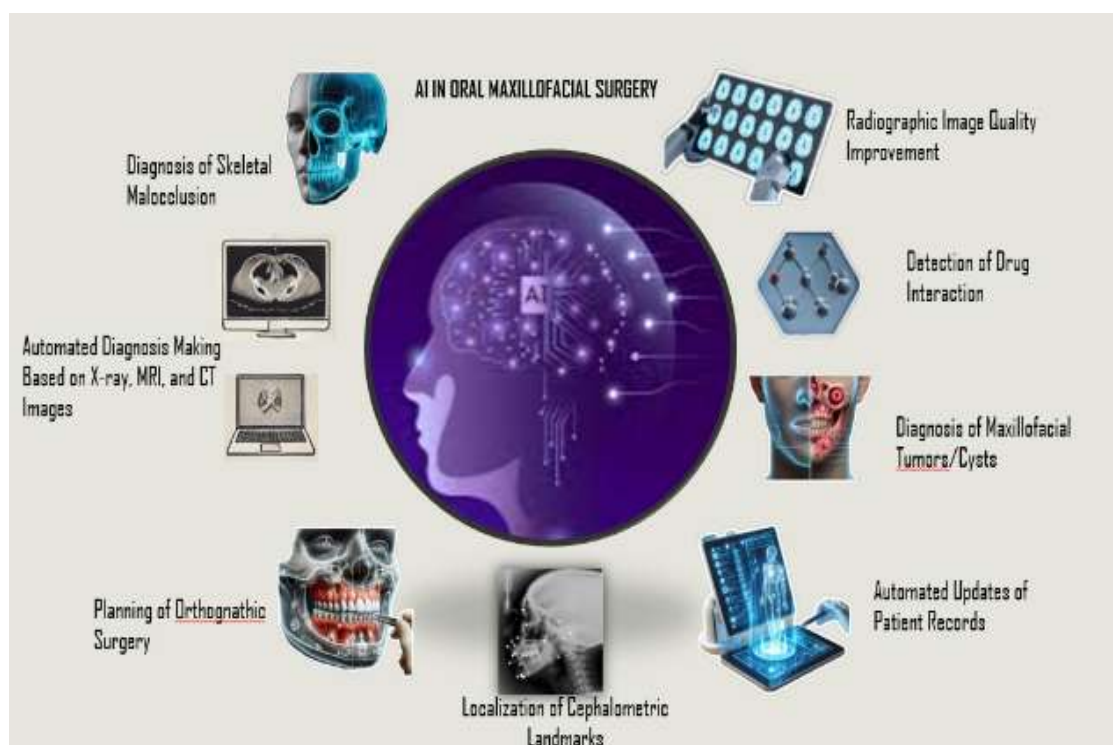 AI IN ORAL MAXILLOFACIAL SURGERY
Diagnosis of Skeletal
Malocclusion
Radiographic Image Quality
Improvement
Detection of Drug
Interaction
AI
Automated Diagnosis Making
Based on X-ray, MRI, and CT
Images
Diagnosis of Maxillofacial
Tumors/Cysts
Planning of Orthognathic
Surgery
Automated Updates of
Patient Records
Localization of Cephalometric
Landmarks